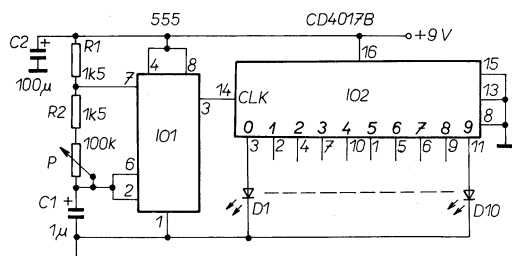 555 CD4017B
C2 + R1 4 8 16 +9V
100µ 1k5 7 14 CLK IO2 15
R2 1k5 IO1 3 13
100k 0 1 2 3 4 5 6 7 8 9 8
P 6 3 2 4 7 10 1 5 6 9 11
C1 + 2 D1 D10
1µ 1